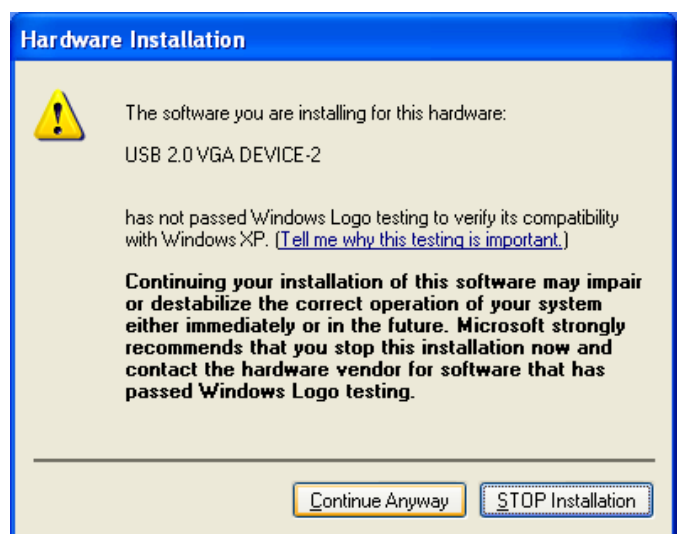 Hardware Installation
The software you are installing for this hardware:
USB 2.0 VGA DEVICE-2
has not passed Windows Logo testing to verify its compatibility
with Windows XP. (Tell me why this testing is important.)
Continuing your installation of this software may impair
or destabilize the correct operation of your system
either immediately or in the future. Microsoft strongly
recommends that you stop this installation now and
contact the hardware vendor for software that has
passed Windows Logo testing.
Continue Anyway
STOP Installation